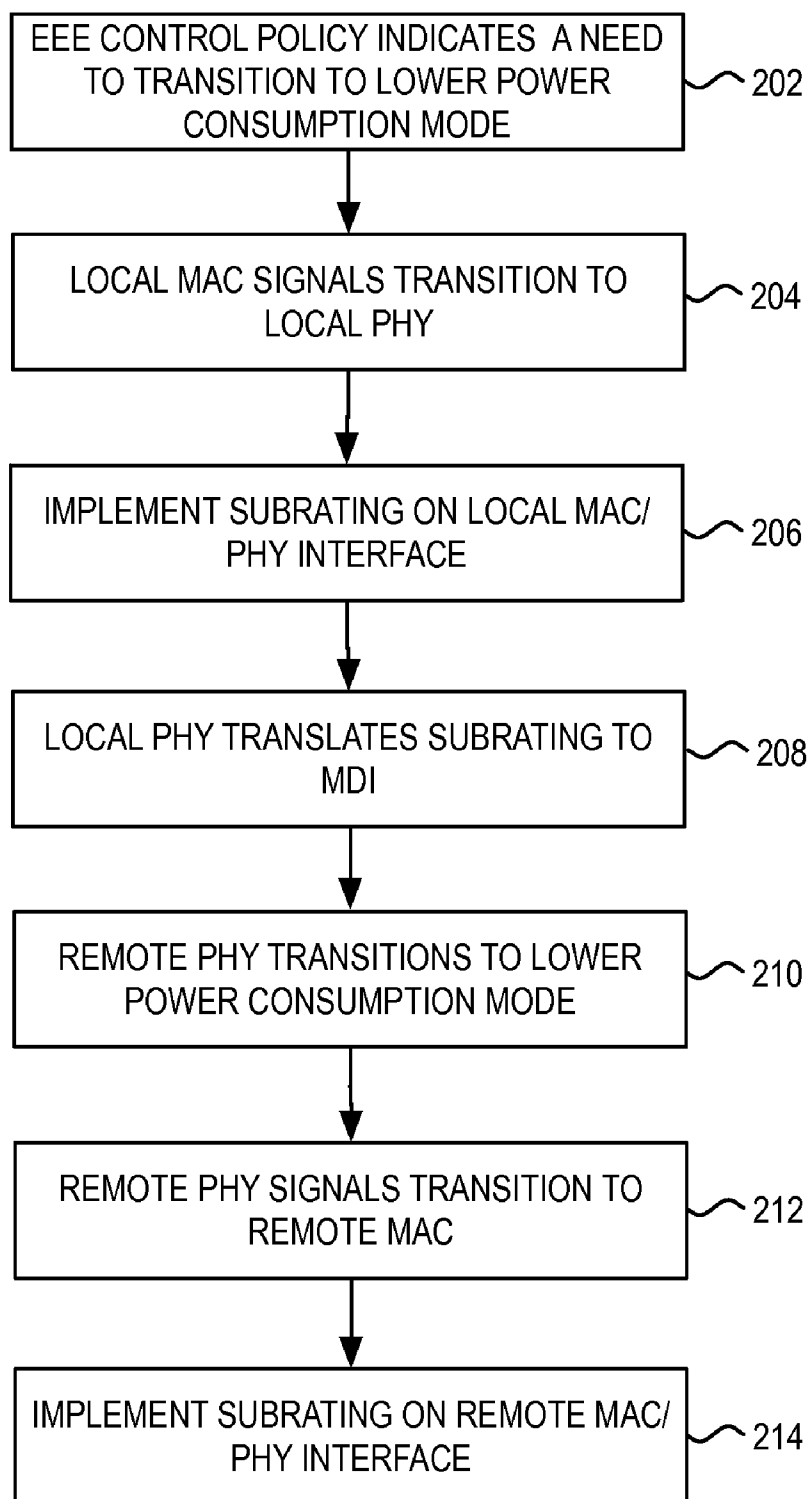 EEE CONTROL POLICY INDICATES A NEED
TO TRANSITION TO LOWER POWER
CONSUMPTION MODE
202
LOCAL MAC SIGNALS TRANSITION TO
LOCAL PHY
204
IMPLEMENT SUBRATING ON LOCAL MAC/
PHY INTERFACE
206
LOCAL PHY TRANSLATES SUBRATING TO
MDI
208
REMOTE PHY TRANSITIONS TO LOWER
POWER CONSUMPTION MODE
210
REMOTE PHY SIGNALS TRANSITION TO
REMOTE MAC
212
IMPLEMENT SUBRATING ON REMOTE MAC/
PHY INTERFACE
214